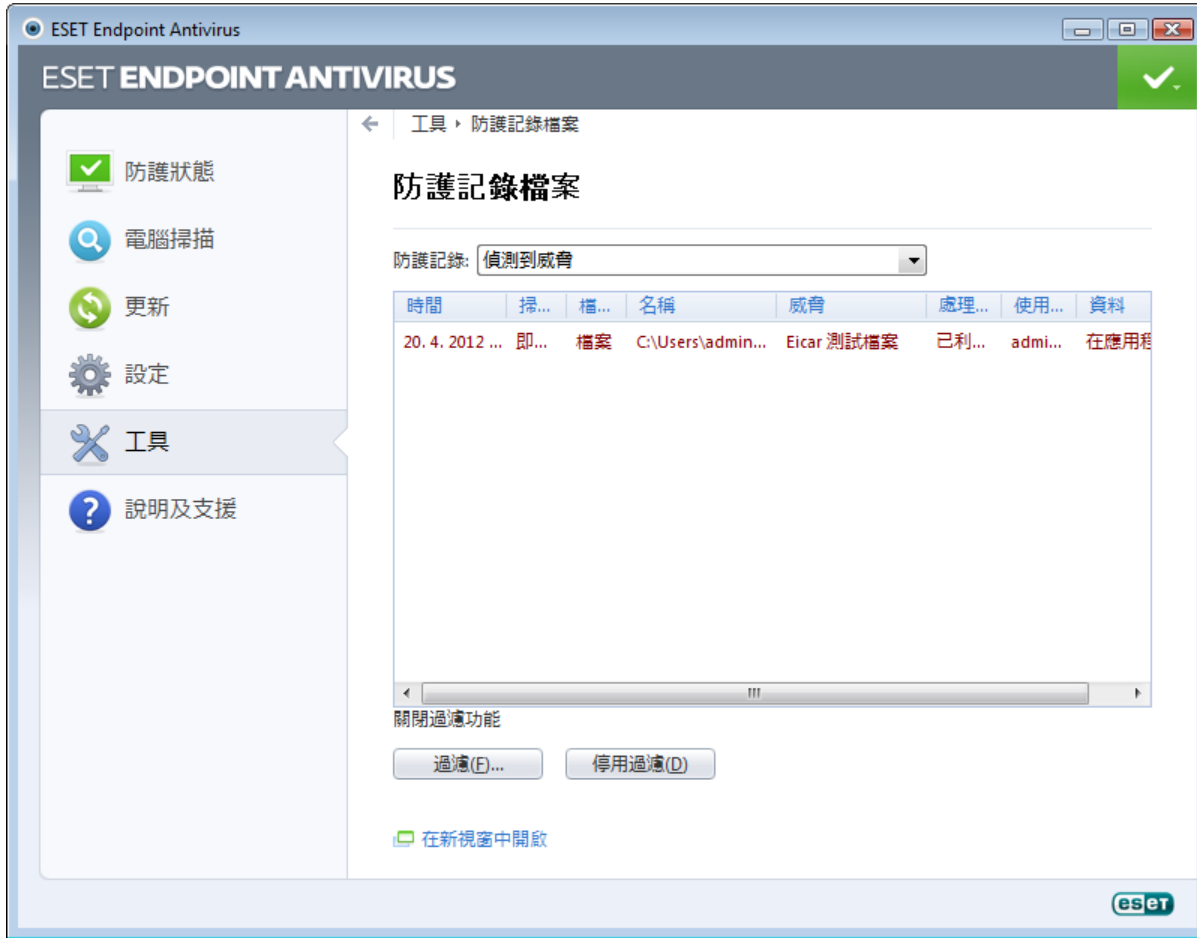 ESET Endpoint Antivirus
ESET ENDPOINT ANTIVIRUS
工具 ▸ 防護記錄檔案
防護狀態
電腦掃描
更新
設定
工具
說明及支援
防護記錄檔案
防護記錄: 偵測到威脅
時間 掃... 檔... 名稱 威脅 處理... 使用... 資料
20. 4. 2012 ... 即... 檔案 C:\Users\admin... Eicar 測試檔案 已利... admi... 在應用程
關閉過濾功能
過濾(F)... 停用過濾(D)
在新視窗中開啟
eset